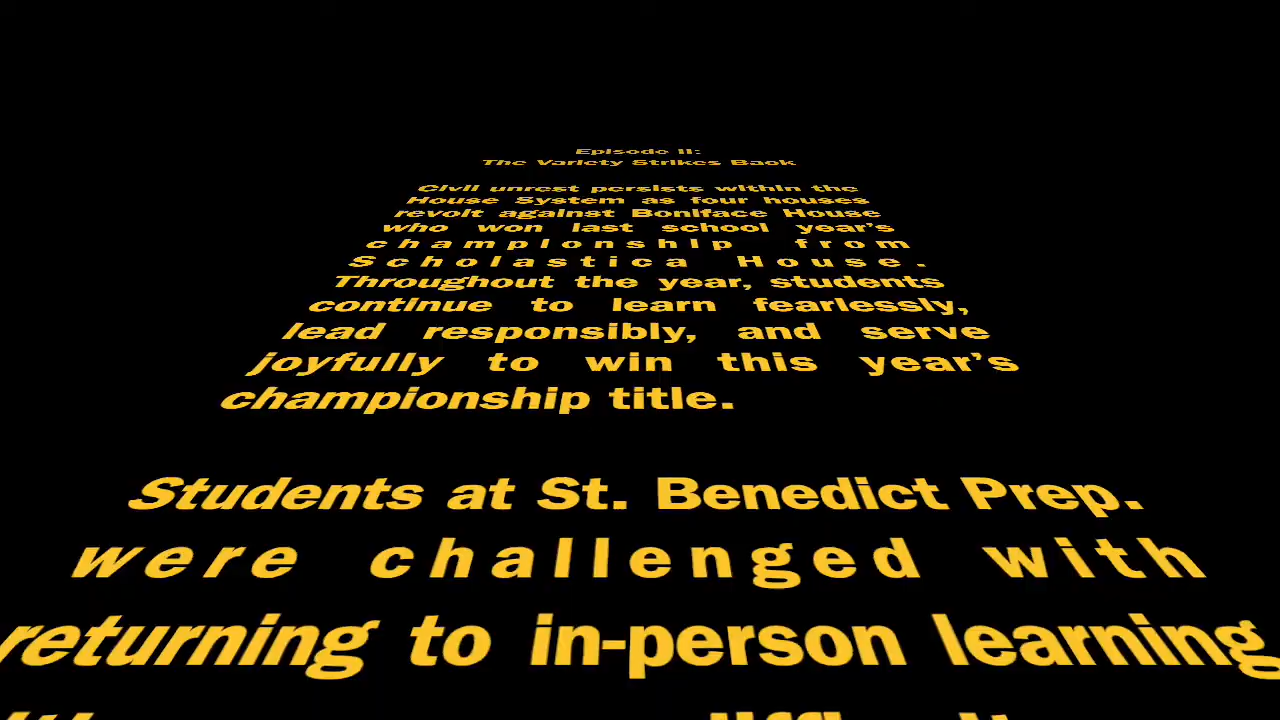 Episode II:
The Variety Strikes Back
Civil unrest persists within the
House System as four houses
revolt against Boniface House
who won last school year's
championship from
Scholastica House.
Throughout the year, students
continue to learn fearlessly,
lead responsibly, and serve
joyfully to win this year's
championship title.
Students at St. Benedict Prep.
were challenged with
returning to in-person learning